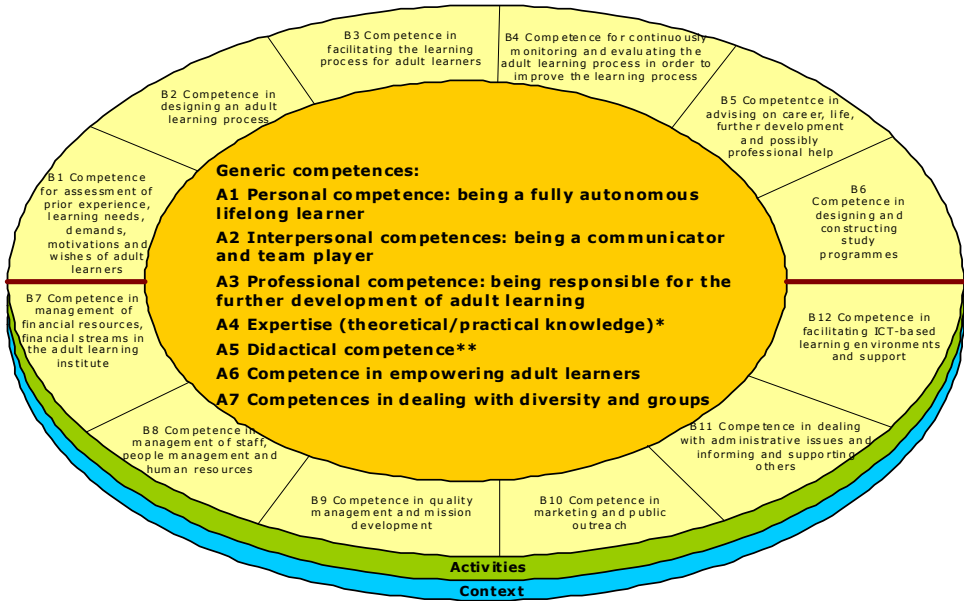 B3 Competence in
facilitating the learning
process for adult learners
B4 Competence for continuously
monitoring and evaluating the
adult learning process in order to
improve the learning process
B2 Competence in
designing an adult
learning process
B5 Competentce in
advising on career, life,
further development
and possibly
professional help
B1 Competence
for assessment of
prior experience,
learning needs,
demands,
motivations and
wishes of adult
learners
B6
Competence in
designing and
constructing
study
programmes
Generic competences:
A1 Personal competence: being a fully autonomous
lifelong learner
A2 Interpersonal competences: being a communicator
and team player
A3 Professional competence: being responsible for the
further development of adult learning
A4 Expertise (theoretical/practical knowledge)*
A5 Didactical competence**
A6 Competence in empowering adult learners
A7 Competences in dealing with diversity and groups
B7 Competence in
management of
financial resources,
financial streams in
the adult learning
institute
B12 Competence in
facilitating ICT-based
learning environments
and support
B8 Competence in
management of staff,
people management and
human resources
B11 Competence in dealing
with administrative issues and
informing and supporting
others
B9 Competence in quality
management and mission
development
B10 Competence in
marketing and public
outreach
Activities
Context